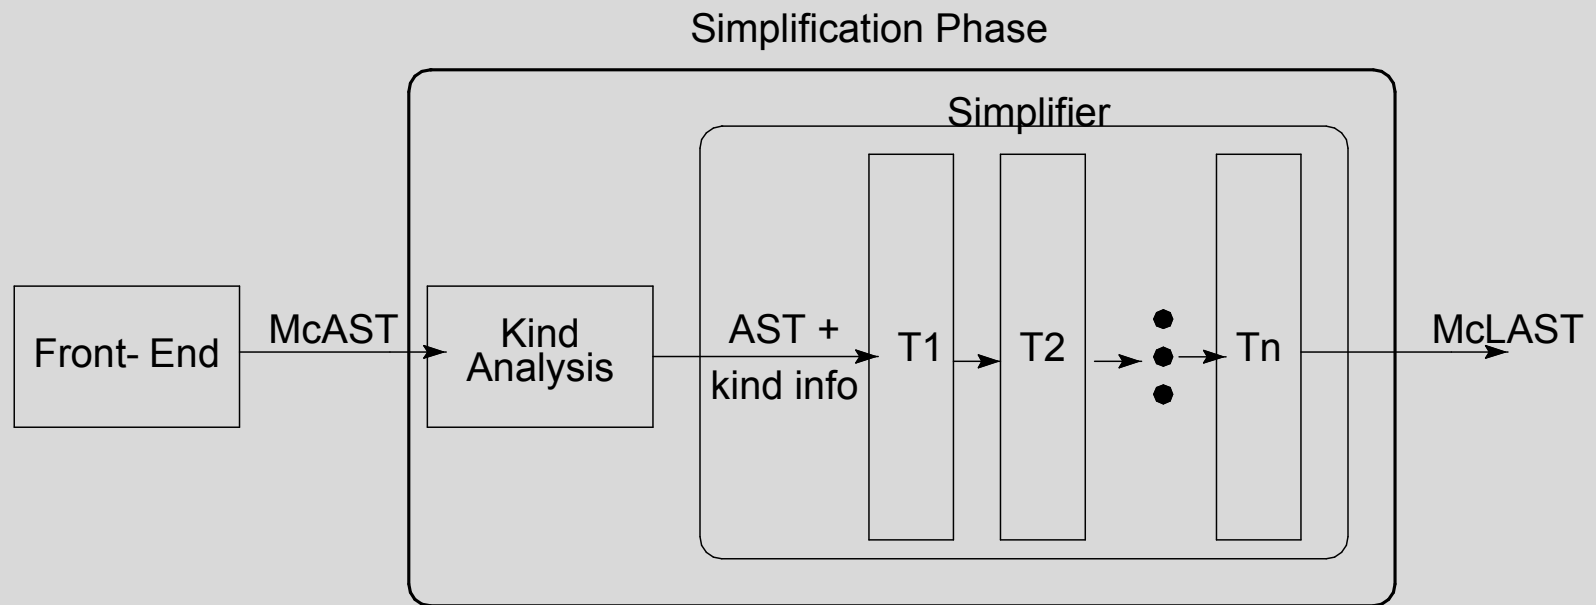 Simplification Phase
Simplifier
Front- End
McAST
Kind
Analysis
AST +
kind info
T1
T2
Tn
McLAST